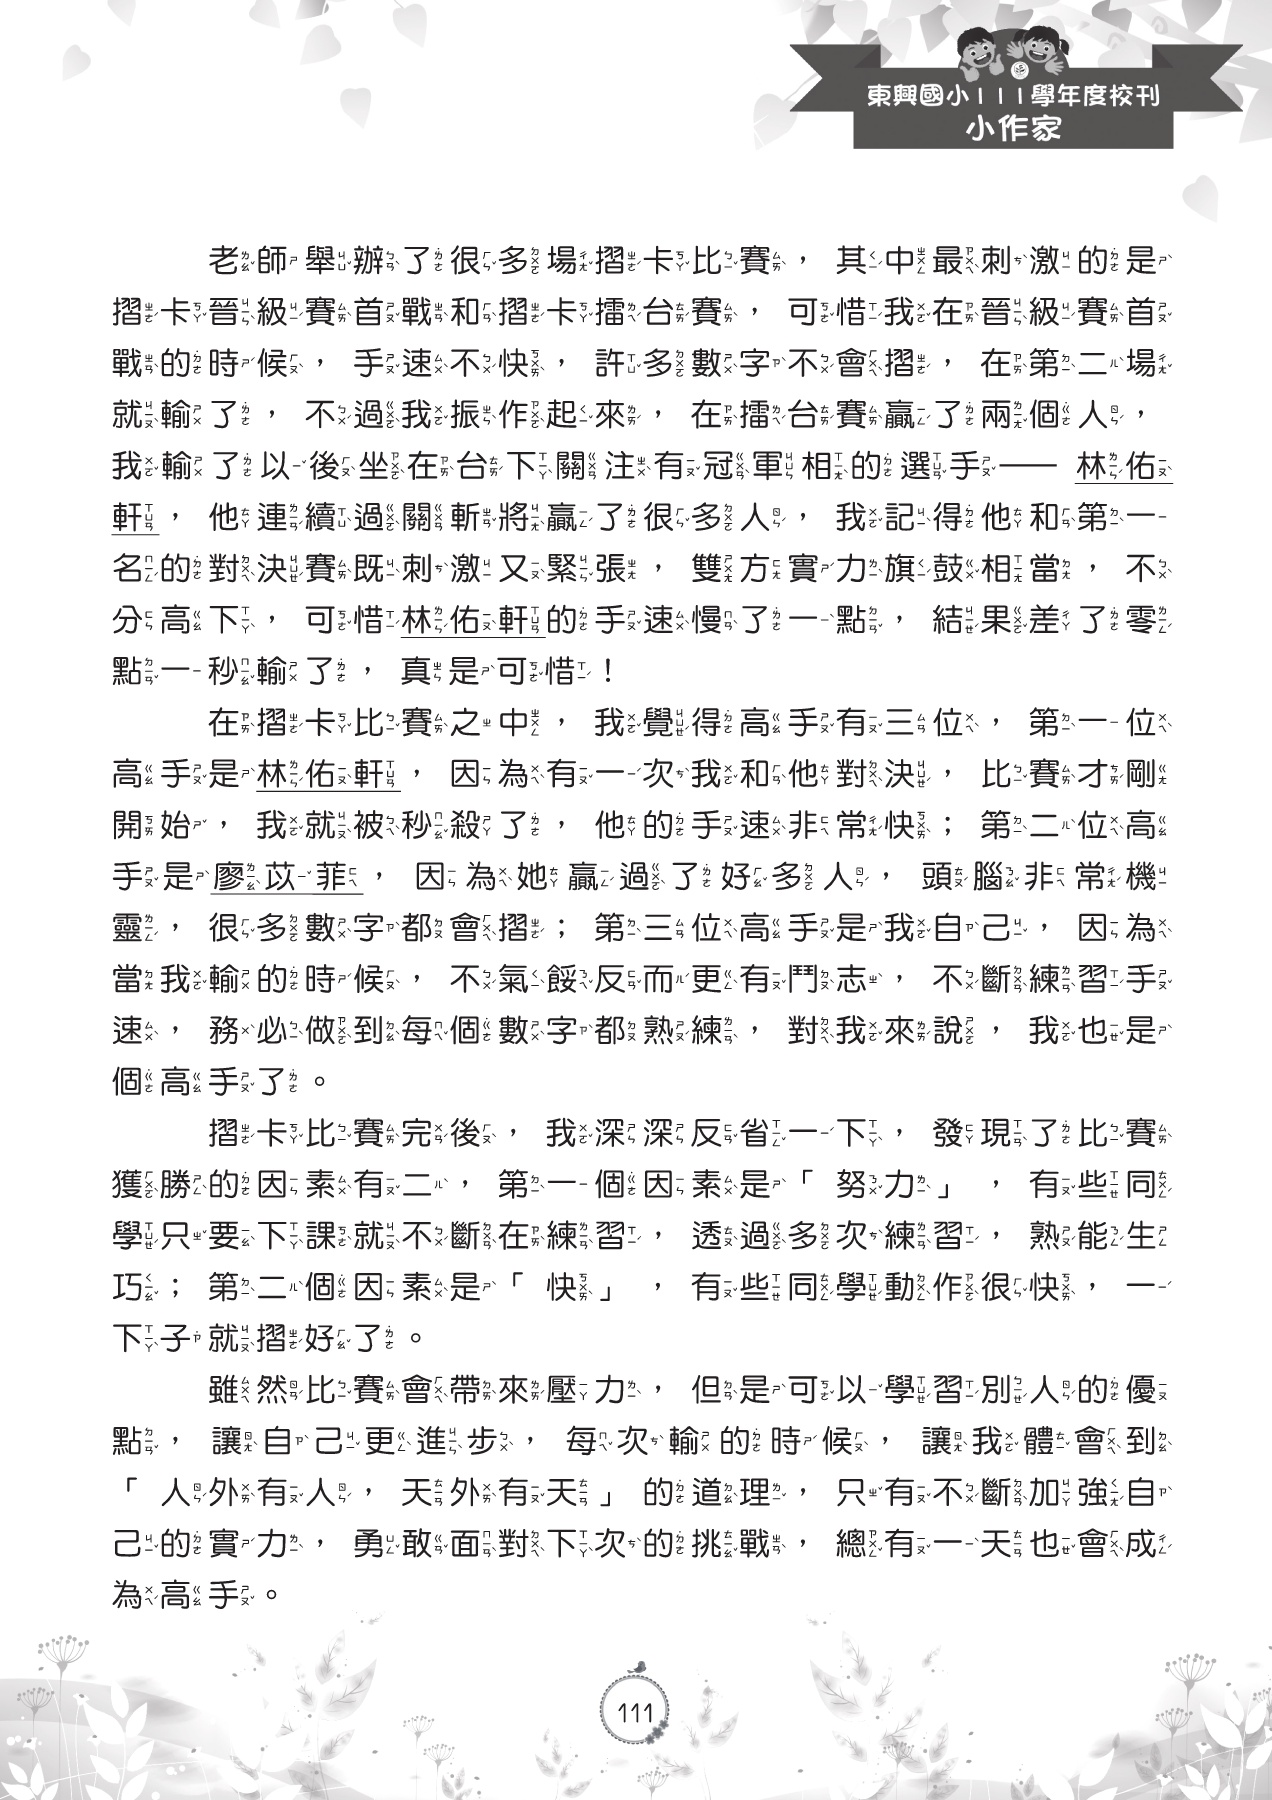 東興國小111學年度校刊
小作家
老師舉辦了很多場摺卡比賽，其中最刺激的是
摺卡晉級賽首戰和摺卡擂台賽，可惜我在晉級賽首
戰的時候，手速不快，許多數字不會摺，在第二場
就輸了，不過我振作起來，在擂台賽贏了兩個人，
我輸了以後坐在台下關注有冠軍相的選手——林佑
軒，他連續過關斬將贏了很多人，我記得他和第一
名的對決賽既刺激又緊張，雙方實力旗鼓相當，不
分高下，可惜林佑軒的手速慢了一點，結果差了零
點一秒輸了，真是可惜！
在摺卡比賽之中，我覺得高手有三位，第一位
高手是林佑軒，因為有一次我和他對決，比賽才剛
開始，我就被秒殺了，他的手速非常快；第二位高
手是廖苡菲，因為她贏過了好多人，頭腦非常機
靈，很多數字都會摺；第三位高手是我自己，因為
當我輸的時候，不氣餒反而更有鬥志，不斷練習手
速，務必做到每個數字都熟練，對我來說，我也是
個高手了。
摺卡比賽完後，我深深反省一下，發現了比賽
獲勝的因素有二，第一個因素是「努力」，有些同
學只要下課就不斷在練習，透過多次練習，熟能生
巧；第二個因素是「快」，有些同學動作很快，一
下子就摺好了。
雖然比賽會帶來壓力，但是可以學習別人的優
點，讓自己更進步，每次輸的時候，讓我體會到
「人外有人，天外有天」的道理，只有不斷加強自
己的實力，勇敢面對下次的挑戰，總有一天也會成
為高手。
111